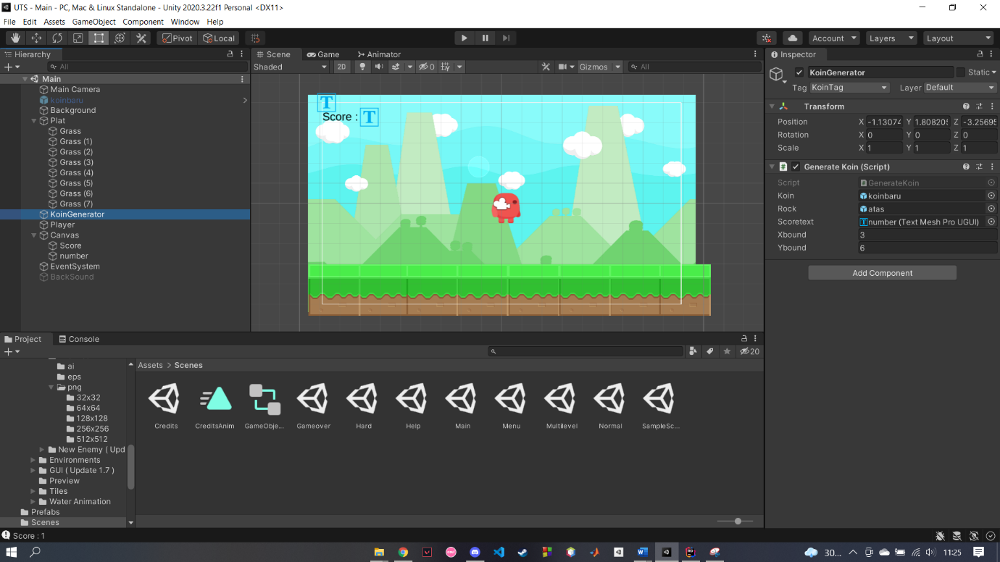 UTS - Main - PC, Mac & Linux Standalone - Unity 2020.3.22f1 Personal <DX11>
File Edit Assets GameObject Component Window Help
Pivot Local Account Layers Layout
Hierarchy
All
Main
Main Camera
koinbaru
Background
Plat
Grass
Grass (1)
Grass (2)
Grass (3)
Grass (4)
Grass (5)
Grass (6)
Grass (7)
KoinGenerator
Player
Canvas
Score
number
EventSystem
BackSound
Scene Game Animator
Shaded 2D 0 Gizmos All
T
Score : T
Inspector
KoinGenerator Static
Tag KoinTag Layer Default
Transform
Position X -1.13074 Y 1.808205 Z -3.25695
Rotation X 0 Y 0 Z 0
Scale X 1 Y 1 Z 1
# Generate Koin (Script)
Script GenerateKoin
Koin koinbaru
Rock atas
Scoretext number (Text Mesh Pro UGUI)
Xbound 3
Ybound 6
Add Component
Project Console
20
ai
eps
png
32x32
64x64
128x128
256x256
512x512
New Enemy ( Upd
Environments
GUI ( Update 1.7 )
Preview
Tiles
Water Animation
Prefabs
Scenes
Assets > Scenes
Credits CreditsAnim GameObje... Gameover Hard Help Main Menu Multilevel Normal SampleSc...
Score : 1
30... 11:25